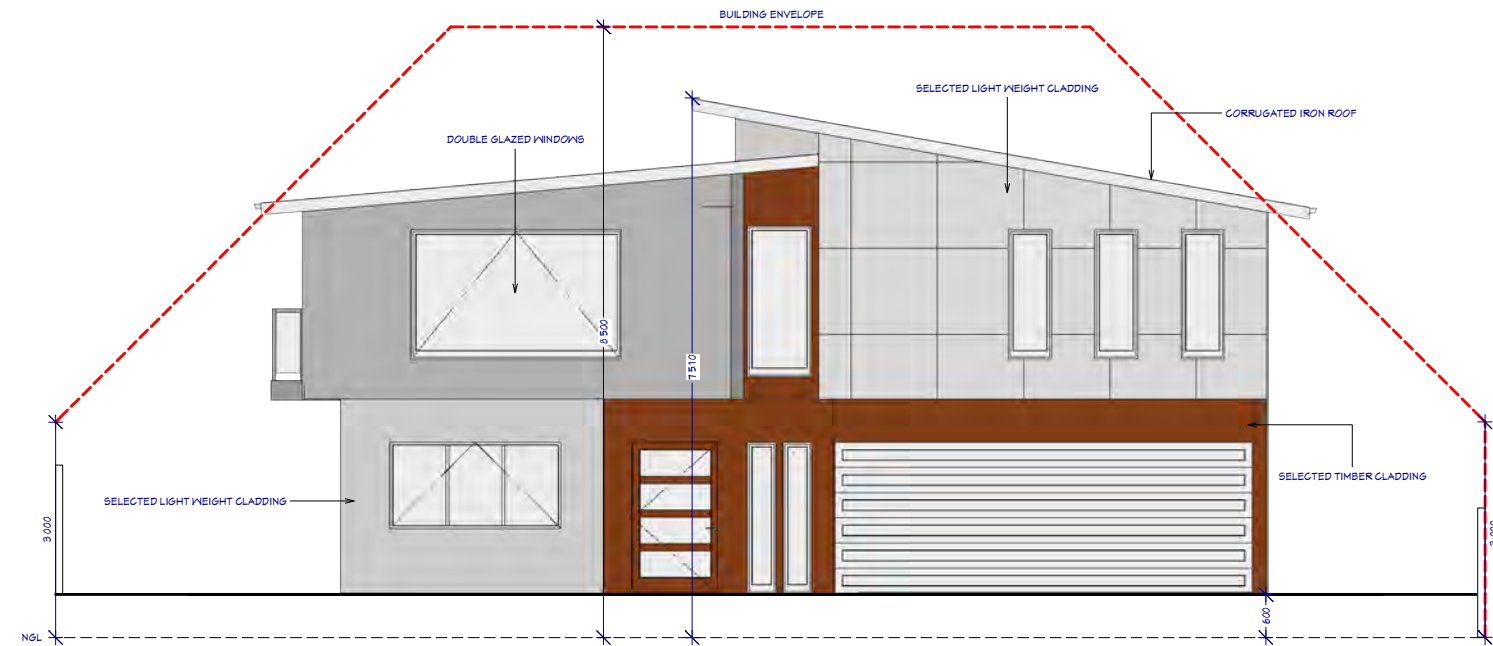 BUILDING ENVELOPE
SELECTED LIGHT WEIGHT CLADDING
CORRUGATED IRON ROOF
DOUBLE GLAZED WINDOWS
8 500
7 510
SELECTED TIMBER CLADDING
SELECTED LIGHT WEIGHT CLADDING
3 000
600
NGL